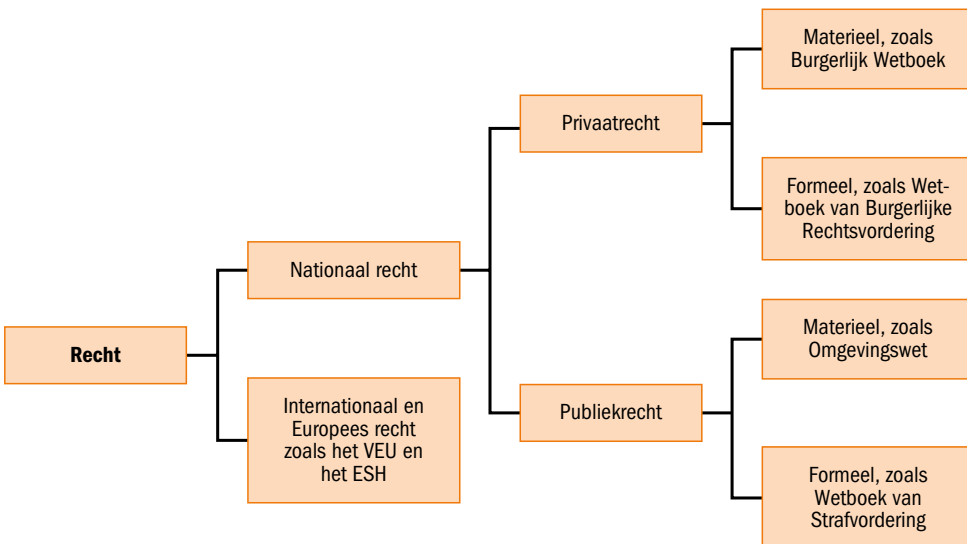 Recht
Nationaal recht
Internationaal en
Europees recht
zoals het VEU en
het ESH
Privaatrecht
Publiekrecht
Materieel, zoals
Burgerlijk Wetboek
Formeel, zoals Wet-
boek van Burgerlijke
Rechtsvordering
Materieel, zoals
Omgevingswet
Formeel, zoals
Wetboek van
Strafvordering